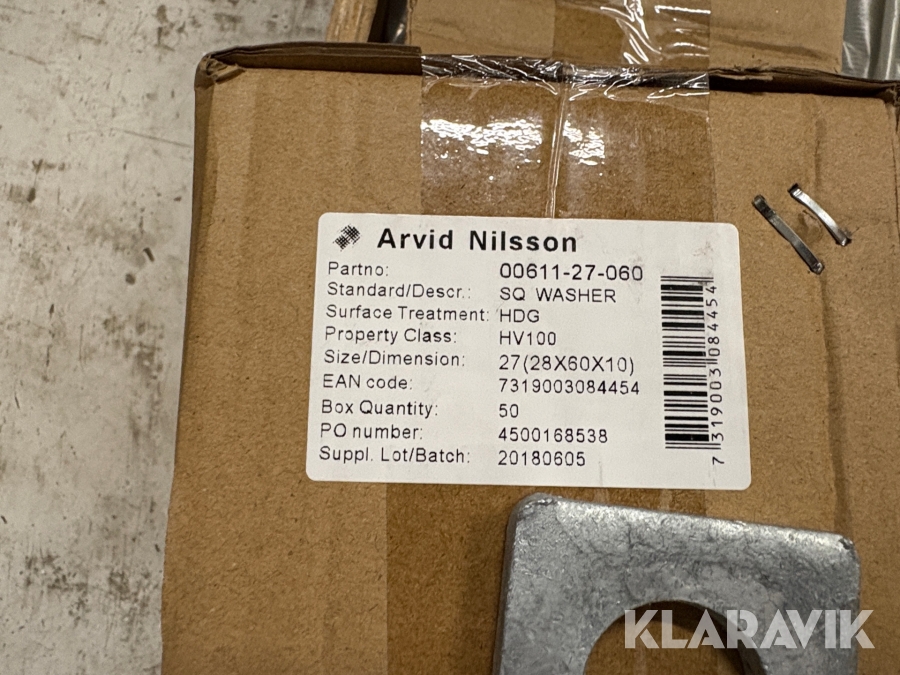 Arvid Nilsson
Partno: 00611-27-060
Standard/Descr.: SQ WASHER
Surface Treatment: HDG
Property Class: HV100
Size/Dimension: 27(28X60X10)
EAN code: 7319003084454
Box Quantity: 50
PO number: 4500168538
Suppl. Lot/Batch: 20180605
7 319003 084454
KLARAVIK